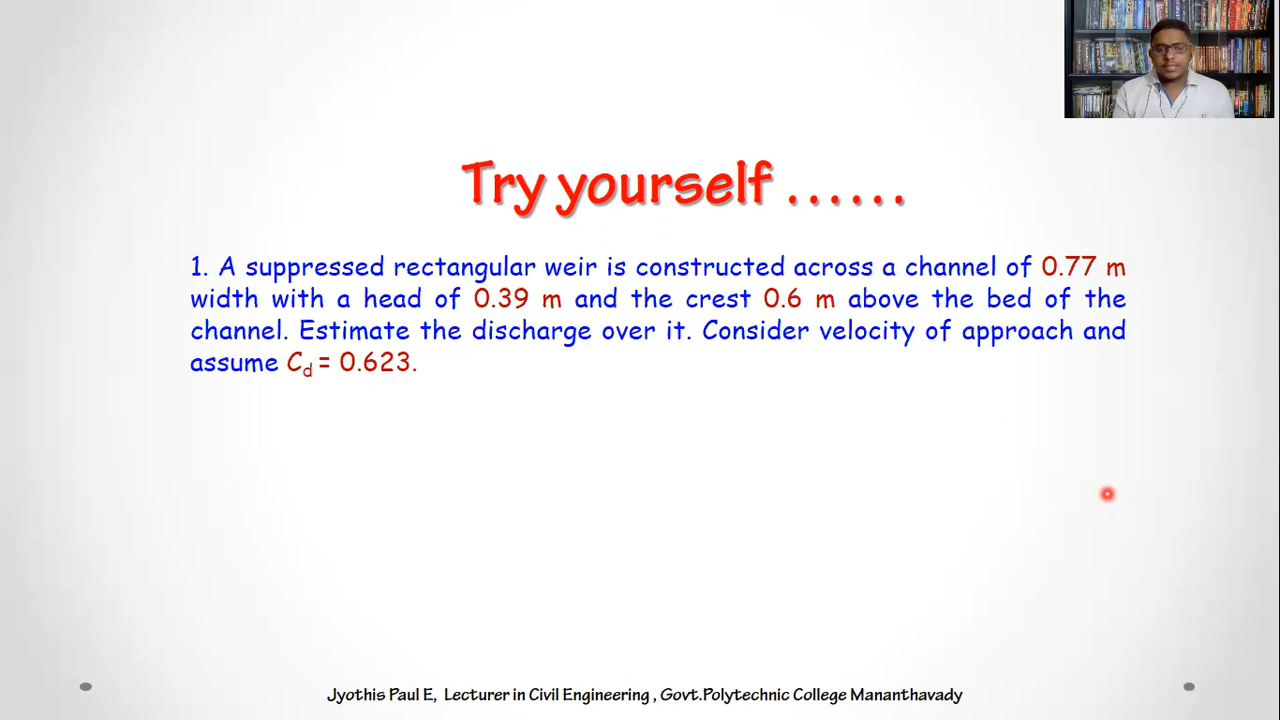 Try yourself ......
1. A suppressed rectangular weir is constructed across a channel of 0.77 m
width with a head of 0.39 m and the crest 0.6 m above the bed of the
channel. Estimate the discharge over it. Consider velocity of approach and
assume Cd = 0.623.
Jyothis Paul E, Lecturer in Civil Engineering , Govt.Polytechnic College Mananthavady